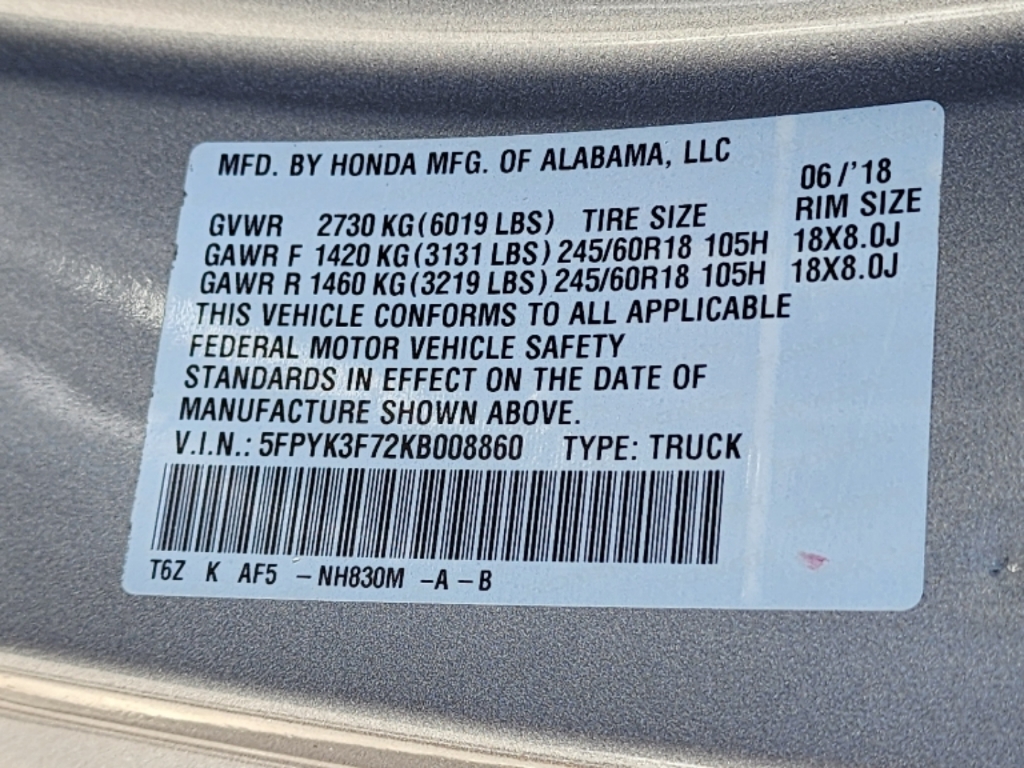 MFD. BY HONDA MFG. OF ALABAMA, LLC 06/'18
GVWR 2730 KG(6019 LBS) TIRE SIZE RIM SIZE
GAWR F 1420 KG(3131 LBS) 245/60R18 105H 18X8.0J
GAWR R 1460 KG(3219 LBS) 245/60R18 105H 18X8.0J
THIS VEHICLE CONFORMS TO ALL APPLICABLE
FEDERAL MOTOR VEHICLE SAFETY
STANDARDS IN EFFECT ON THE DATE OF
MANUFACTURE SHOWN ABOVE.
V.I.N.: 5FPYK3F72KB008860 TYPE: TRUCK
T6Z K AF5 -NH830M -A-B